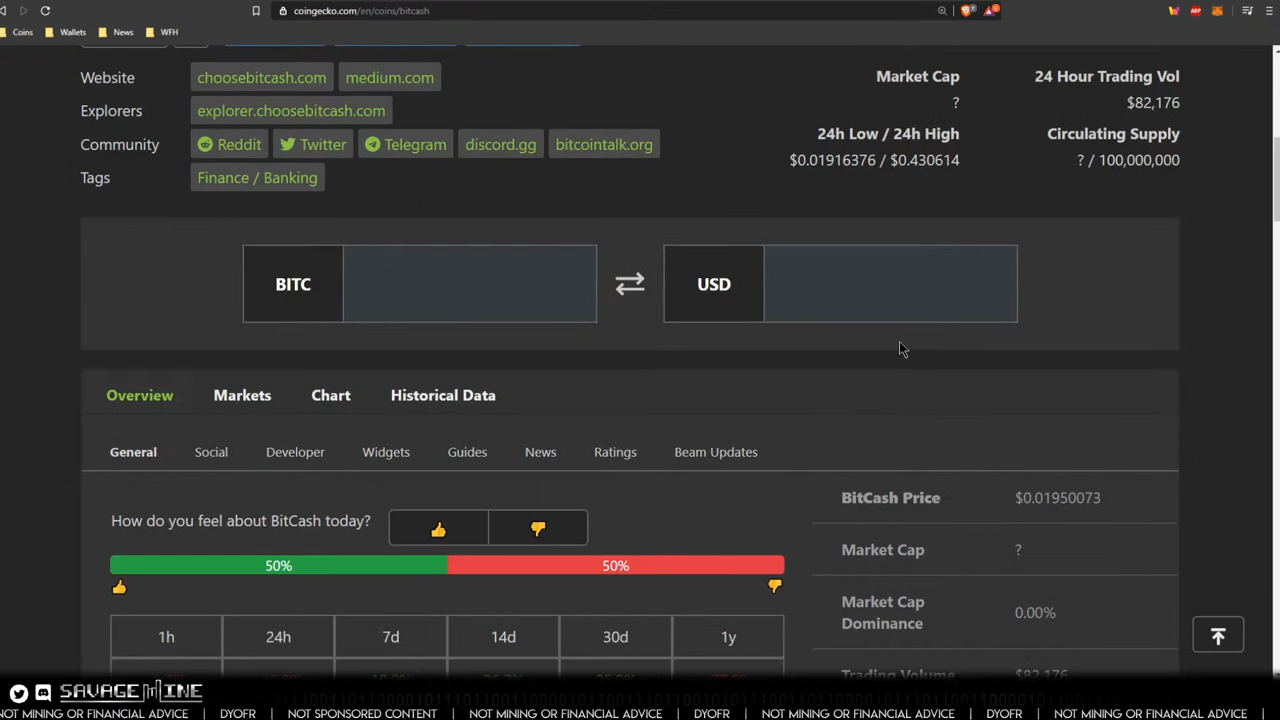 coingecko.com/en/coins/bitcash
Coins
Wallets
News
WFH
Website
choosebitcash.com
medium.com
Explorers
explorer.choosebitcash.com
Community
Reddit
Twitter
Telegram
discord.gg
bitcointalk.org
Tags
Finance / Banking
Market Cap
?
24 Hour Trading Vol
$82,176
24h Low / 24h High
$0.01916376 / $0.430614
Circulating Supply
? / 100,000,000
BITC
USD
Overview
Markets
Chart
Historical Data
General
Social
Developer
Widgets
Guides
News
Ratings
Beam Updates
How do you feel about BitCash today?
50%
50%
1h
24h
7d
14d
30d
1y
BitCash Price
$0.01950073
Market Cap
?
Market Cap
Dominance
0.00%
Trading Volume
$82,176
SAVAGE MINE
NOT MINING OR FINANCIAL ADVICE | DYOFR | NOT SPONSORED CONTENT | NOT MINING OR FINANCIAL ADVICE | DYOFR | NOT MINING OR FINANCIAL ADVICE | DYOFR | NOT MINING OR FINANCIAL ADVICE |